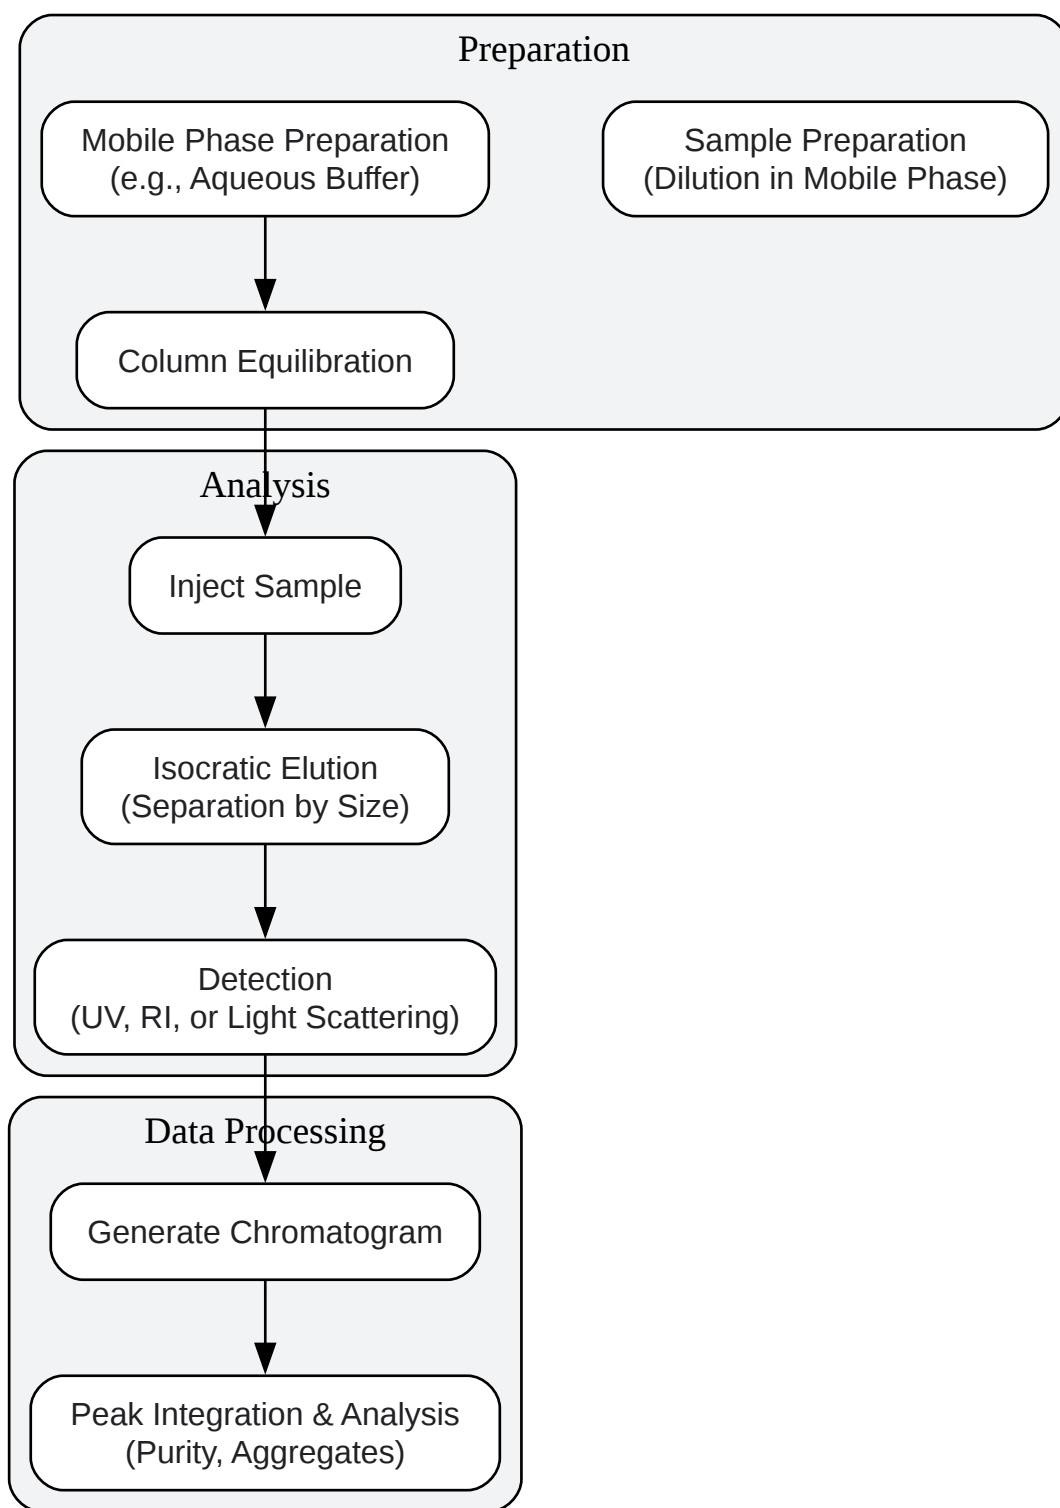 Preparation
Mobile Phase Preparation
(e.g., Aqueous Buffer)
Sample Preparation
(Dilution in Mobile Phase)
Column Equilibration
Analysis
Inject Sample
Isocratic Elution
(Separation by Size)
Detection
(UV, RI, or Light Scattering)
Data Processing
Generate Chromatogram
Peak Integration & Analysis
(Purity, Aggregates)